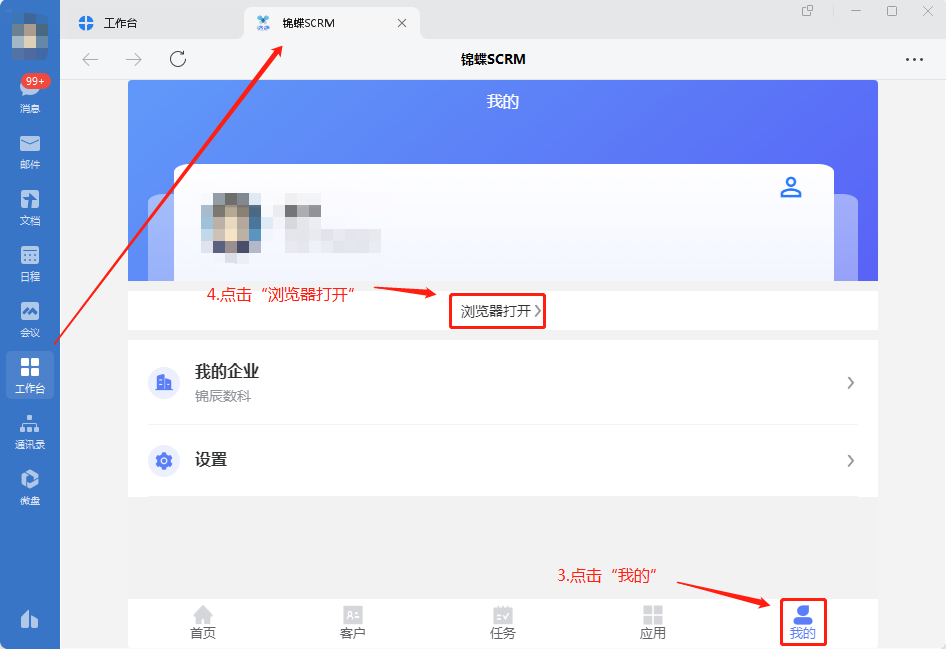 工作台
锦蝶SCRM
锦蝶SCRM
99+
消息
邮件
文档
日程
会议
工作台
通讯录
微盘
我的
4.点击“浏览器打开”
浏览器打开
我的企业
锦辰数科
设置
3.点击“我的”
首页
客户
任务
应用
我的